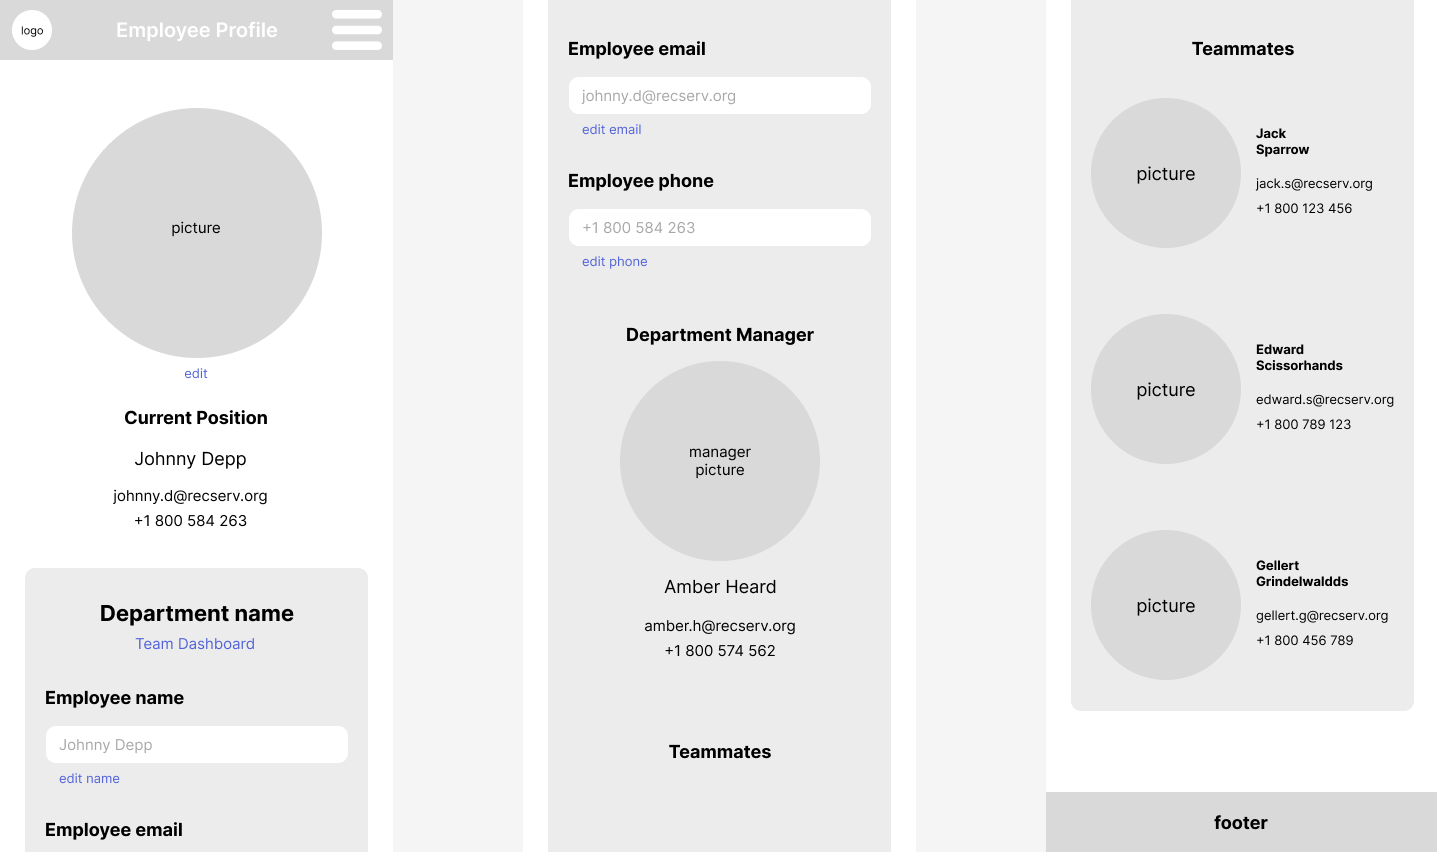 logo
Employee Profile
picture
edit
Current Position
Johnny Depp
johnny.d@recserv.org
+1 800 584 263
Department name
Team Dashboard
Employee name
Johnny Depp
edit name
Employee email
Employee email
johnny.d@recserv.org
edit email
Employee phone
+1 800 584 263
edit phone
Department Manager
manager
picture
Amber Heard
amber.h@recserv.org
+1 800 574 562
Teammates
Teammates
picture
Jack
Sparrow
jack.s@recserv.org
+1 800 123 456
picture
Edward
Scissorhands
edward.s@recserv.org
+1 800 789 123
picture
Gellert
Grindelwaldds
gellert.g@recserv.org
+1 800 456 789
footer